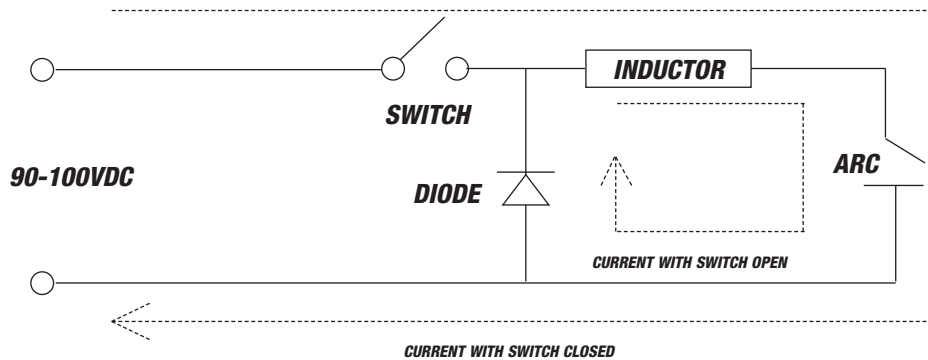 INDUCTOR
SWITCH
ARC
90-100VDC
DIODE
CURRENT WITH SWITCH OPEN
CURRENT WITH SWITCH CLOSED